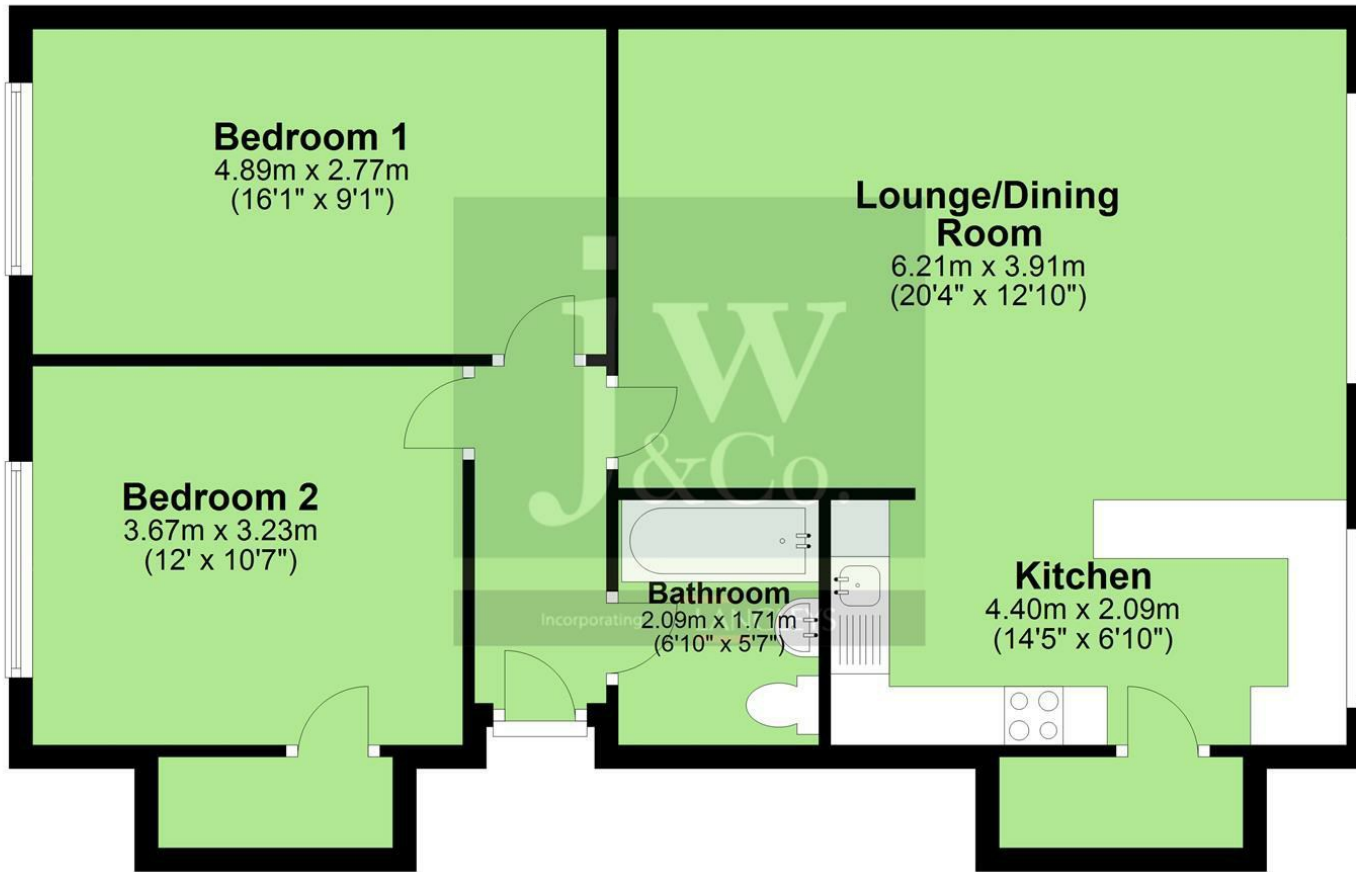 Bedroom 1
4.89m x 2.77m
(16'1" x 9'1")
Lounge/Dining
Room
6.21m x 3.91m
(20'4" x 12'10")
jw
&Co.
Bedroom 2
3.67m x 3.23m
(12' x 10'7")
Bathroom
2.09m x 1.71m
(6'10" x 5'7")
Incorporating
Kitchen
4.40m x 2.09m
(14'5" x 6'10")